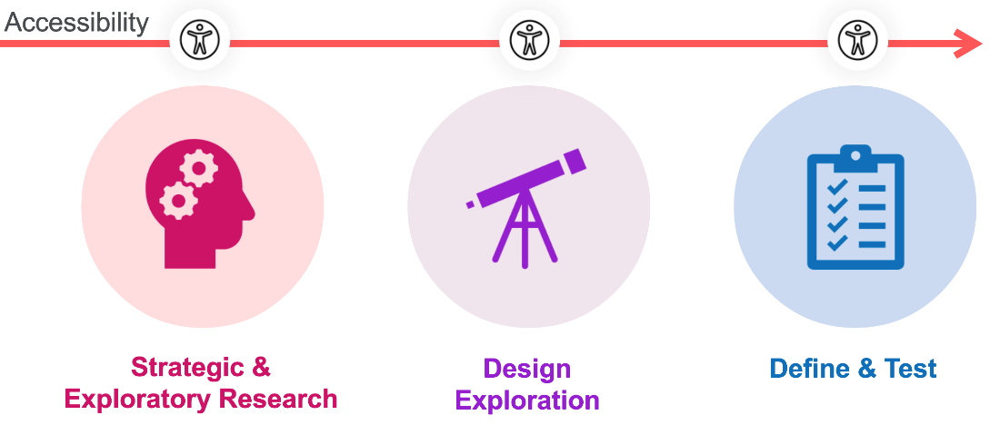 Accessibility
Strategic &
Exploratory Research
Design
Exploration
Define & Test